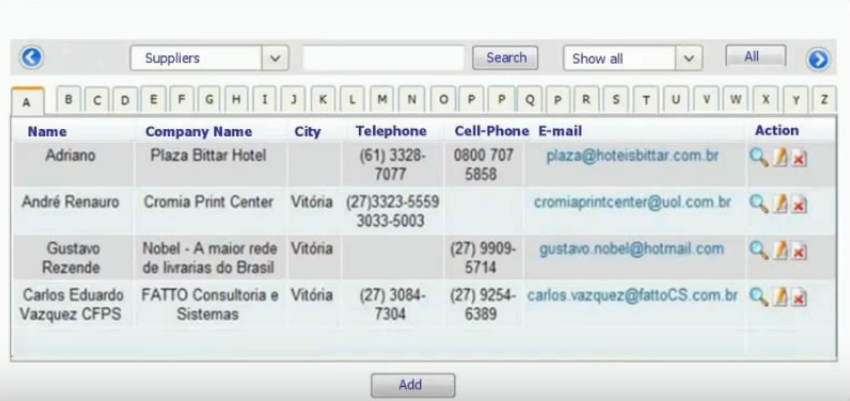 Suppliers Search Show all All
A B C D E F G H I J K L M N O P P Q P R S T U V W X Y Z
Name Company Name City Telephone Cell-Phone E-mail Action
Adriano Plaza Bittar Hotel (61) 3328- 0800 707 plaza@hoteisbittar.com.br
7077 5858
André Renauro Cromia Print Center Vitória (27)3323-5559 cromiaprintcenter@uol.com.br
3033-5003
Gustavo Nobel - A maior rede Vitória (27) 9909- gustavo.nobel@hotmail.com
Rezende de livrarias do Brasil 5714
Carlos Eduardo FATTO Consultoria e Vitória (27) 3084- (27) 9254- carlos.vazquez@fattoCS.com.br
Vazquez CFPS Sistemas 7304 6389
Add